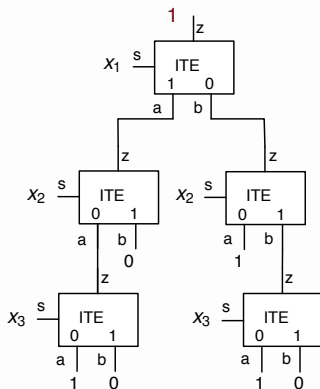 1
z
x1 s ITE
1 0
a b
z z
x2 s ITE x2 s ITE
0 1 0 1
a b a b
0 1
z z
x3 s ITE x3 s ITE
0 1 0 1
a b a b
1 0 1 0